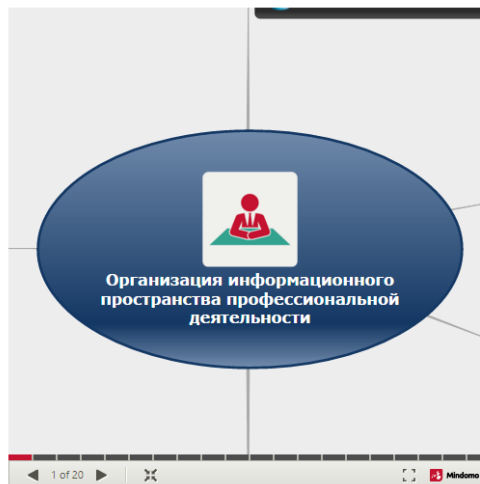 Организация информационного
пространства профессиональной
деятельности
1 of 20
Mindomo